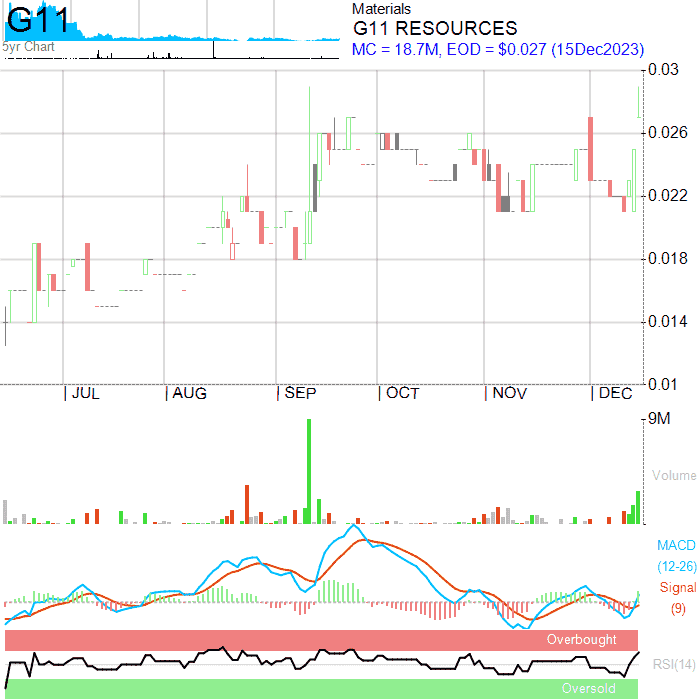 G11
5yr Chart
Materials
G11 RESOURCES
MC = 18.7M, EOD = $0.027 (15Dec2023)
0.03
0.026
0.022
0.018
0.014
0.01
JUL AUG SEP OCT NOV DEC
9M
Volume
MACD
(12-26)
Signal
(9)
Overbought
RSI(14)
Oversold